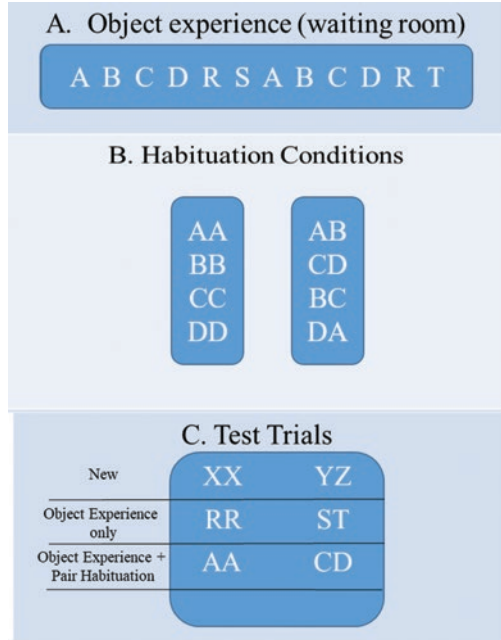 A. Object experience (waiting room)
A B C D R S A B C D R T
B. Habituation Conditions
AA AB
BB CD
CC BC
DD DA
C. Test Trials
New XX YZ
Object Experience
only RR ST
Object Experience +
Pair Habituation AA CD